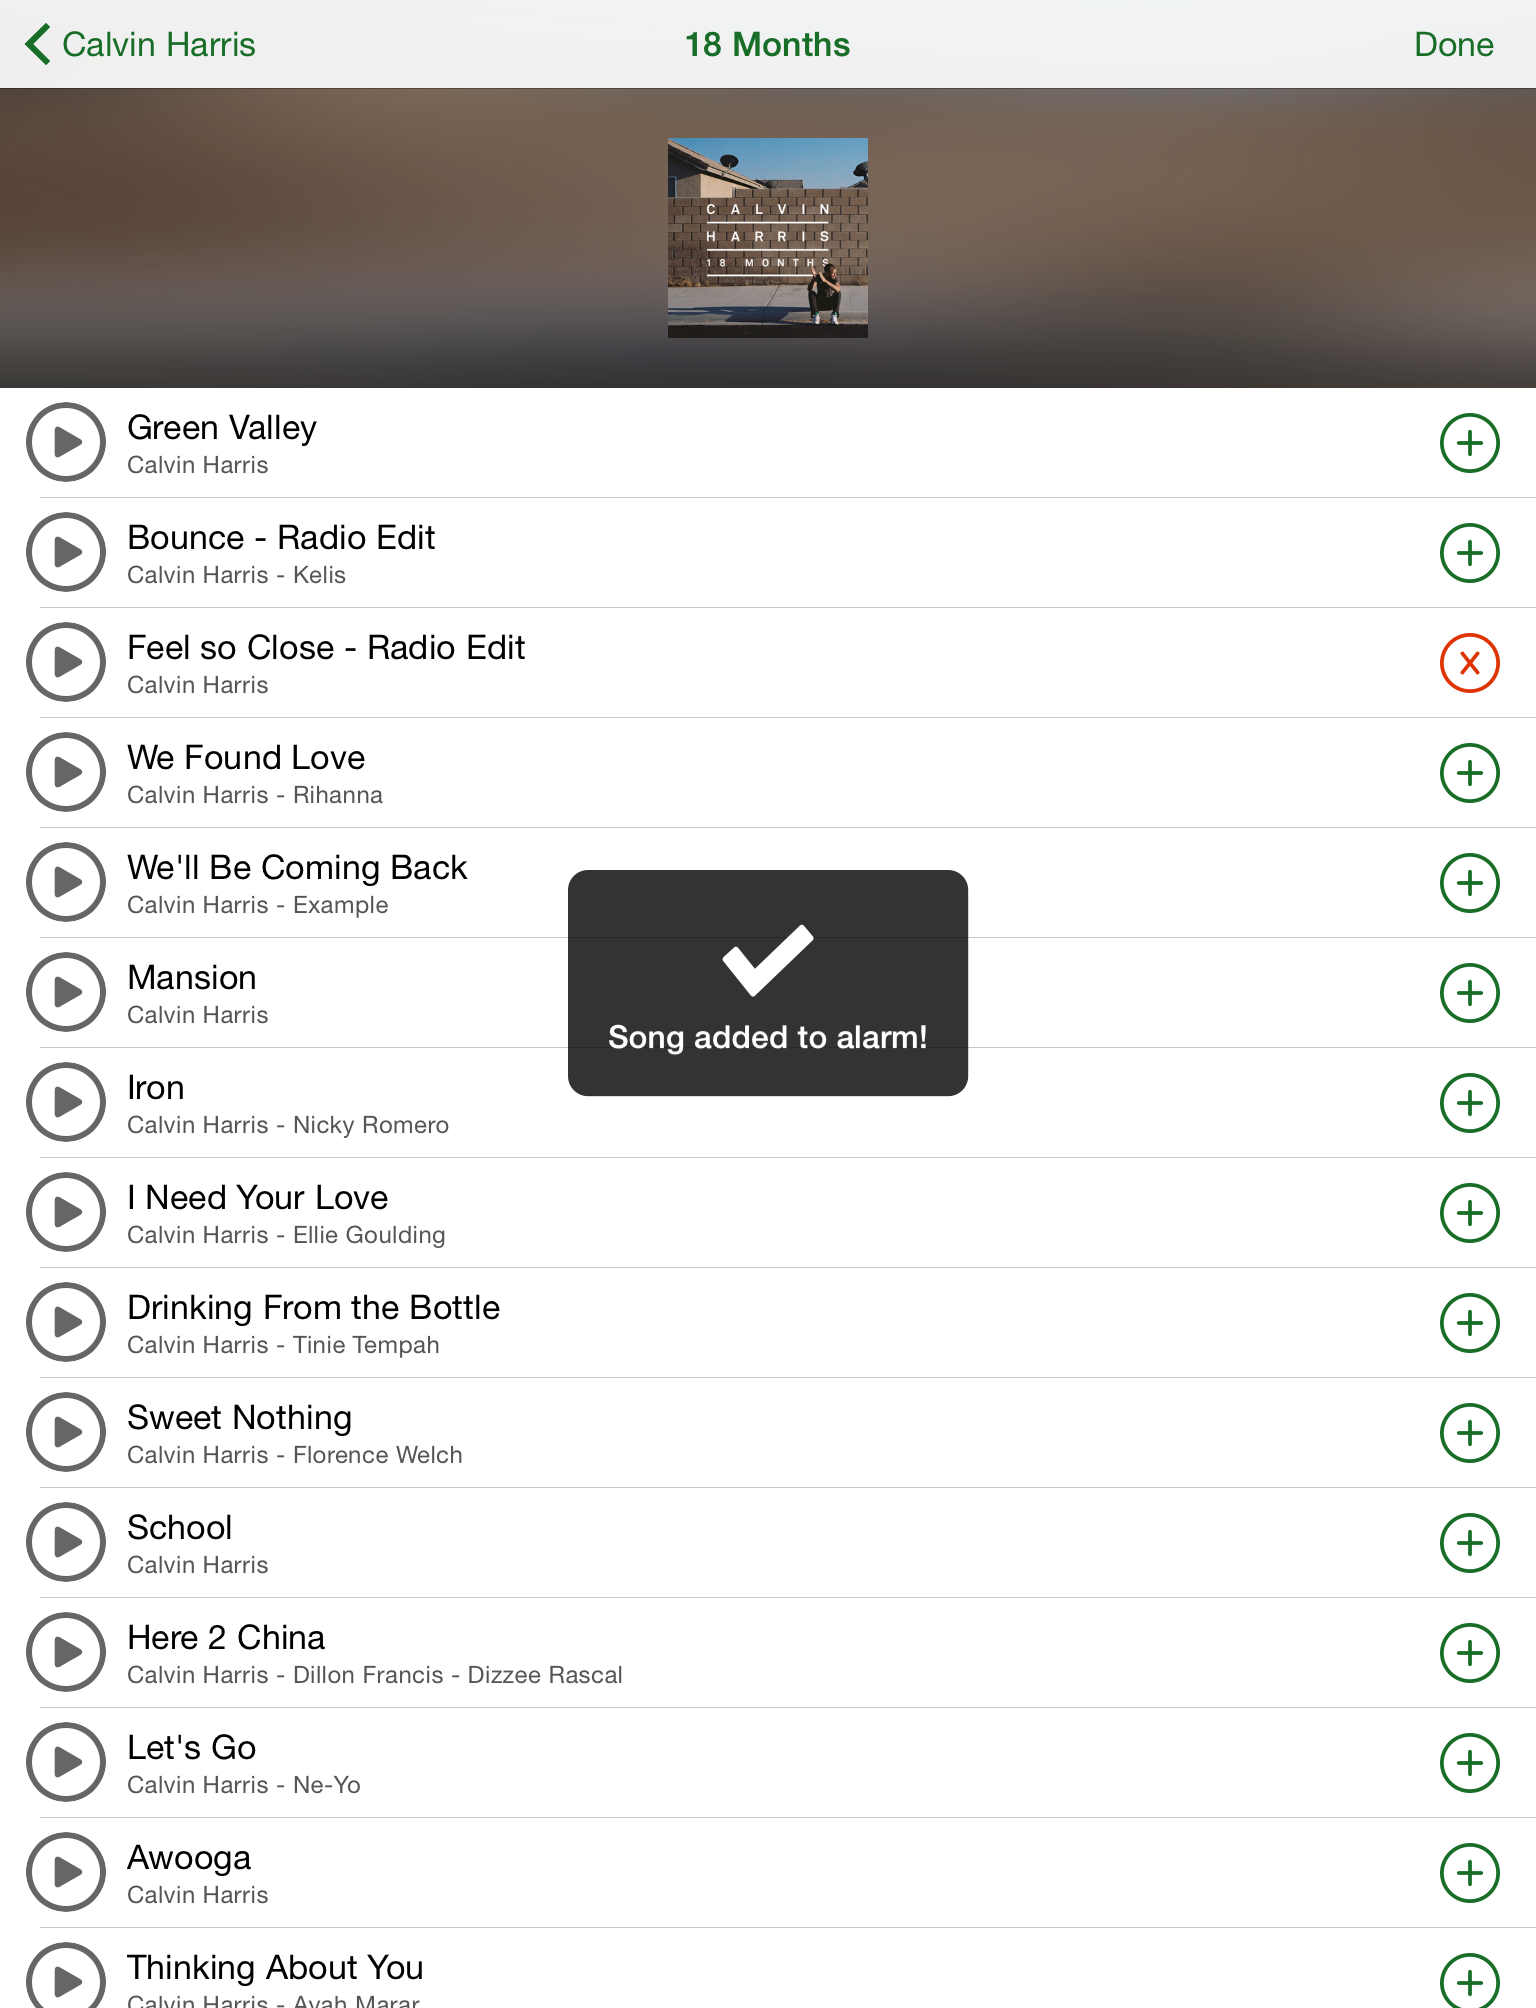 Calvin Harris
18 Months
Done
CALVIN
HARRIS
18 MONTHS
Green Valley
Calvin Harris
Bounce - Radio Edit
Calvin Harris - Kelis
Feel so Close - Radio Edit
Calvin Harris
We Found Love
Calvin Harris - Rihanna
We'll Be Coming Back
Calvin Harris - Example
Mansion
Calvin Harris
Song added to alarm!
Iron
Calvin Harris - Nicky Romero
I Need Your Love
Calvin Harris - Ellie Goulding
Drinking From the Bottle
Calvin Harris - Tinie Tempah
Sweet Nothing
Calvin Harris - Florence Welch
School
Calvin Harris
Here 2 China
Calvin Harris - Dillon Francis - Dizzee Rascal
Let's Go
Calvin Harris - Ne-Yo
Awooga
Calvin Harris
Thinking About You
Calvin Harris - Ayah Marar